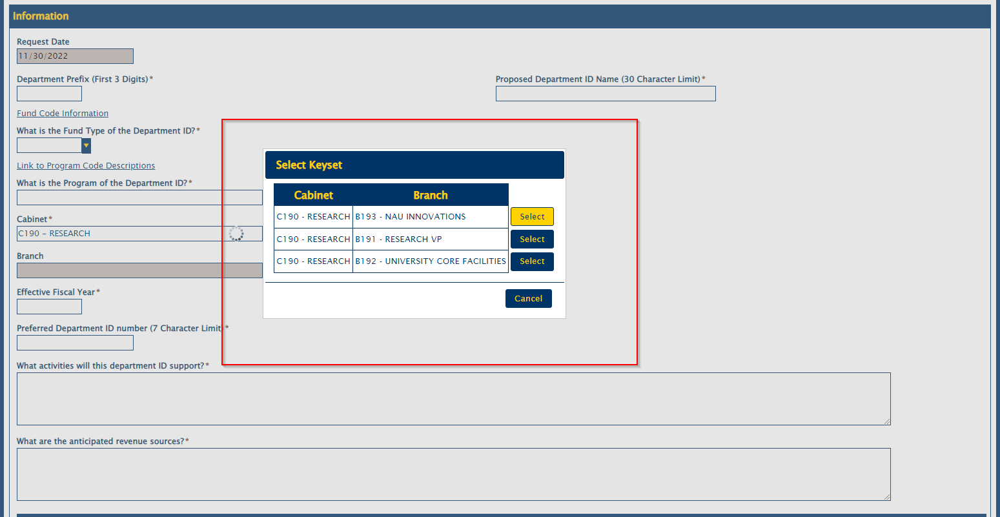 Information
Request Date
11/30/2022
Department Prefix (First 3 Digits)*
Proposed Department ID Name (30 Character Limit)*
Fund Code Information
What is the Fund Type of the Department ID?*
Link to Program Code Descriptions
What is the Program of the Department ID?*
Cabinet*
C190 – RESEARCH
Branch
Effective Fiscal Year*
Preferred Department ID number (7 Character Limit)*
What activities will this department ID support?*
What are the anticipated revenue sources?*
Select Keyset
Cabinet Branch
C190 - RESEARCH B193 - NAU INNOVATIONS Select
C190 - RESEARCH B191 - RESEARCH VP Select
C190 - RESEARCH B192 - UNIVERSITY CORE FACILITIES Select
Cancel